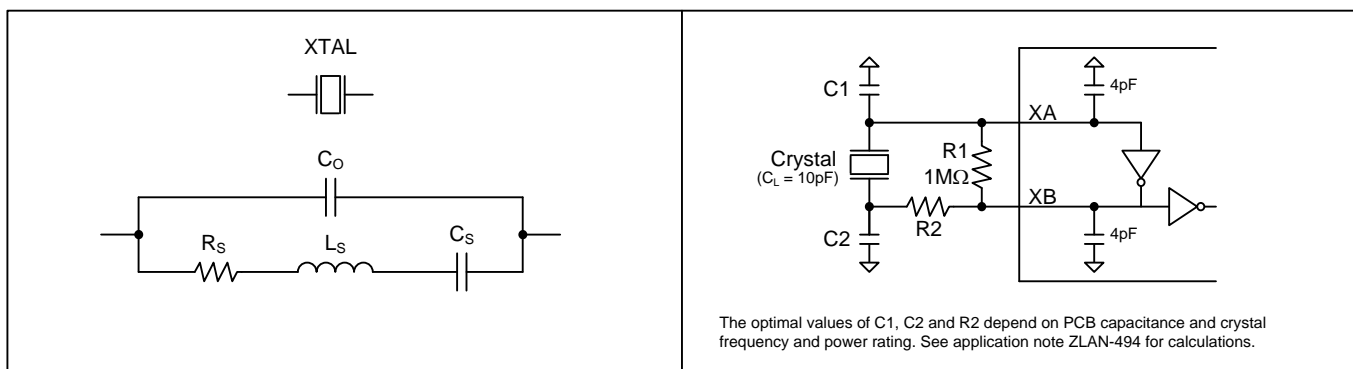 XTAL
C_O
R_S
L_S
C_S
C1
4pF
XA
Crystal
(C_L = 10pF)
R1
1MΩ
XB
R2
C2
4pF
The optimal values of C1, C2 and R2 depend on PCB capacitance and crystal
frequency and power rating. See application note ZLAN-494 for calculations.